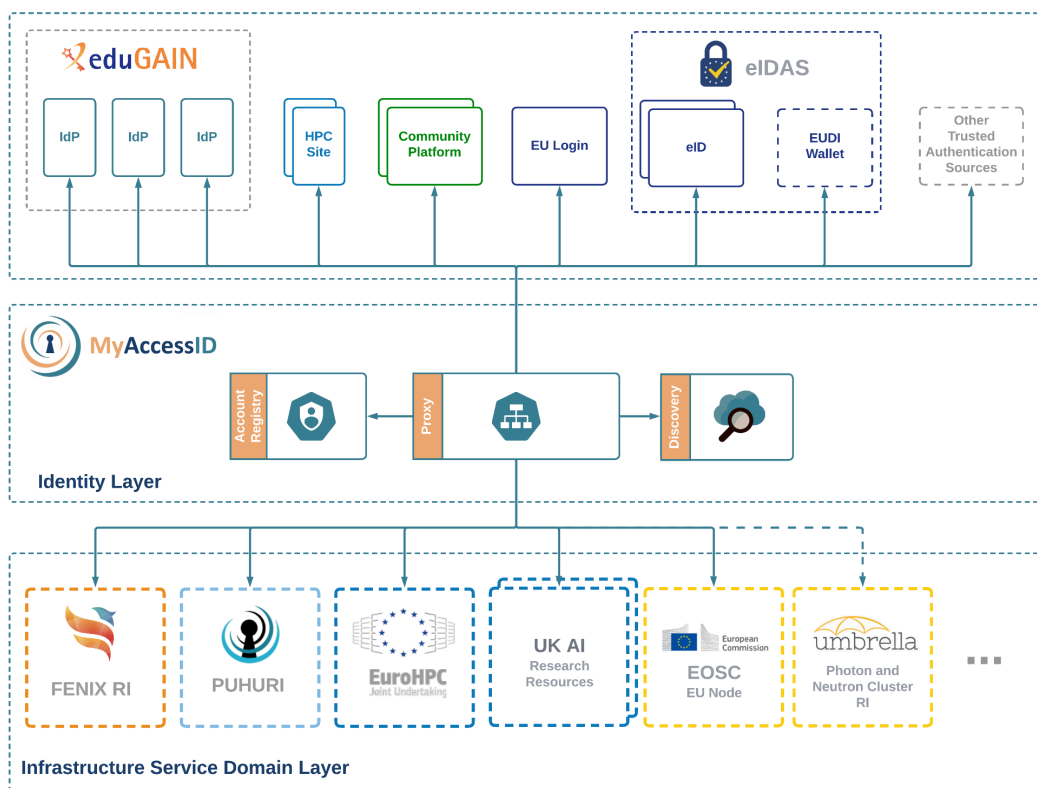 eduGAIN
eIDAS
IdP
IdP
IdP
HPC
Site
Community
Platform
EU Login
eID
EUDI
Wallet
Other
Trusted
Authentication
Sources
MyAccessID
Account
Registry
Proxy
Discovery
Identity Layer
FENIX RI
PUHURI
EuroHPC
Joint Undertaking
UK AI
Research
Resources
European
Commission
EOSC
EU Node
umbrella
Photon and
Neutron Cluster
RI
...
Infrastructure Service Domain Layer